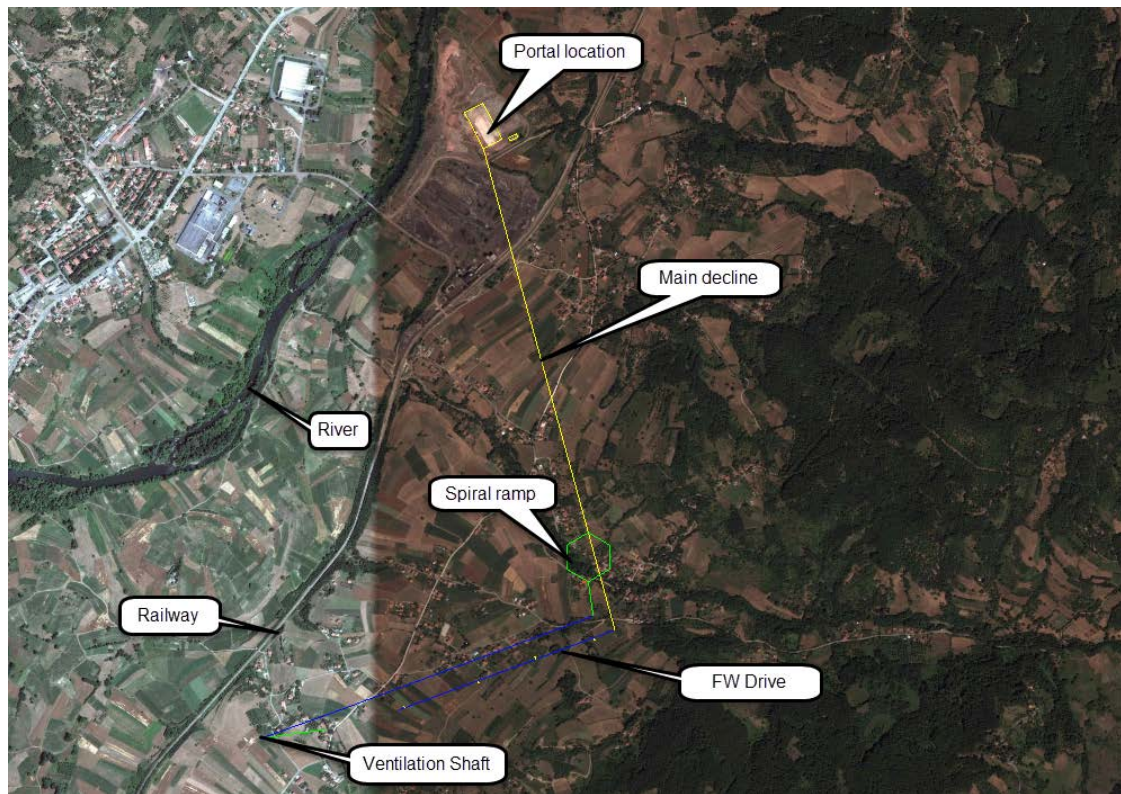 Portal location
Main decline
River
Spiral ramp
Railway
FW Drive
Ventilation Shaft